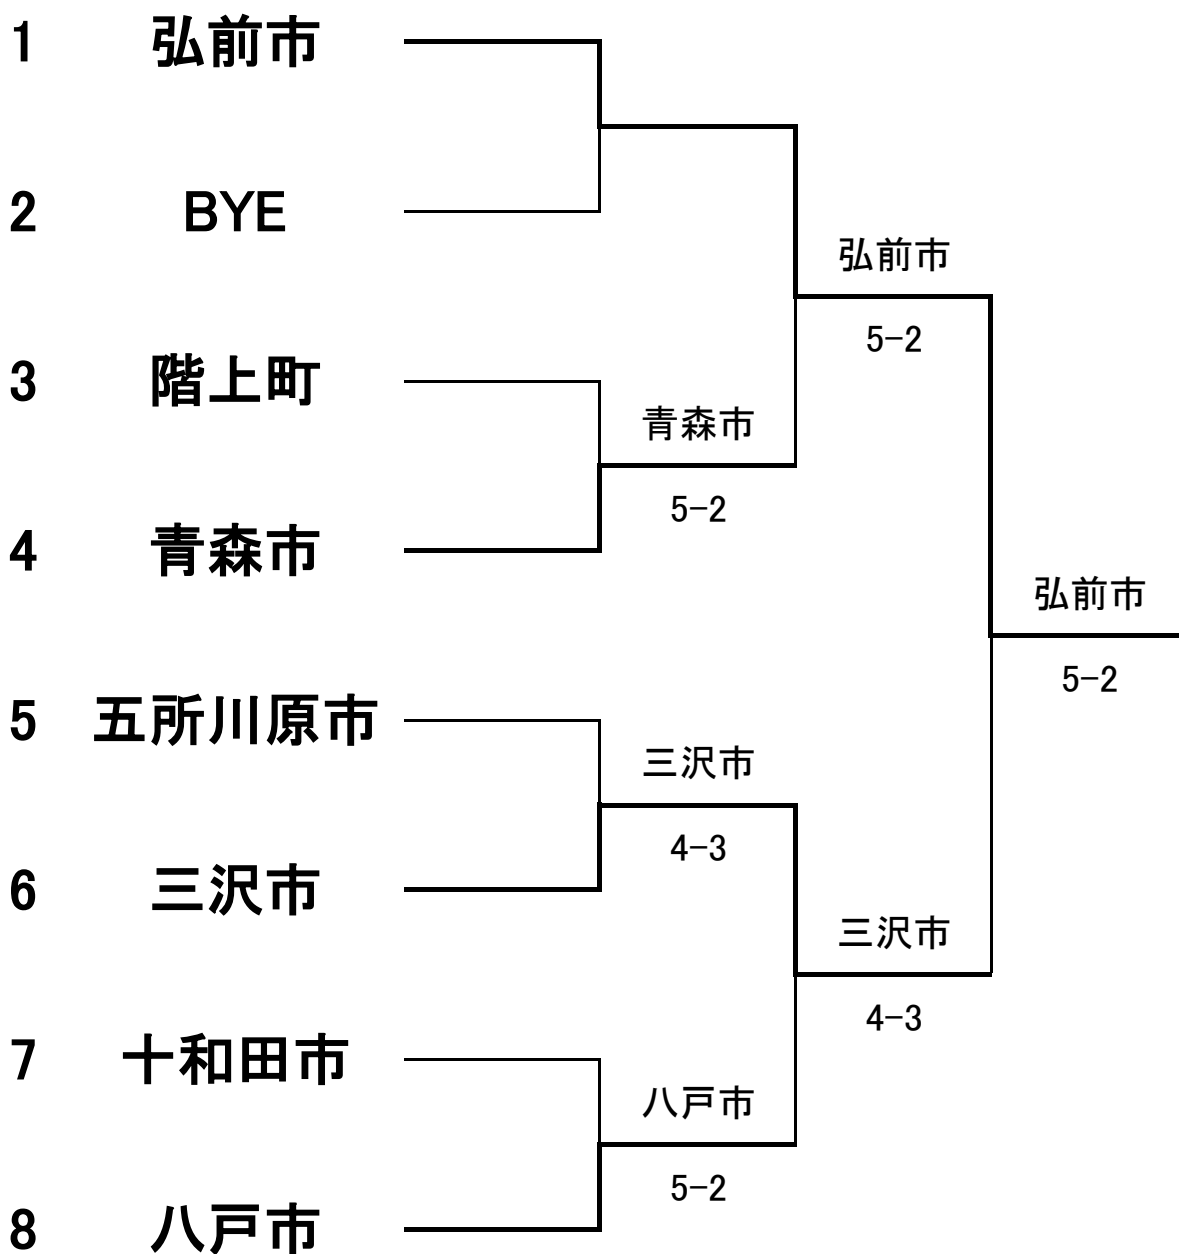 1 弘前市
2 BYE
弘前市
5-2
3 階上町
青森市
5-2
4 青森市
弘前市
5-2
5 五所川原市
三沢市
4-3
6 三沢市
三沢市
4-3
7 十和田市
八戸市
5-2
8 八戸市